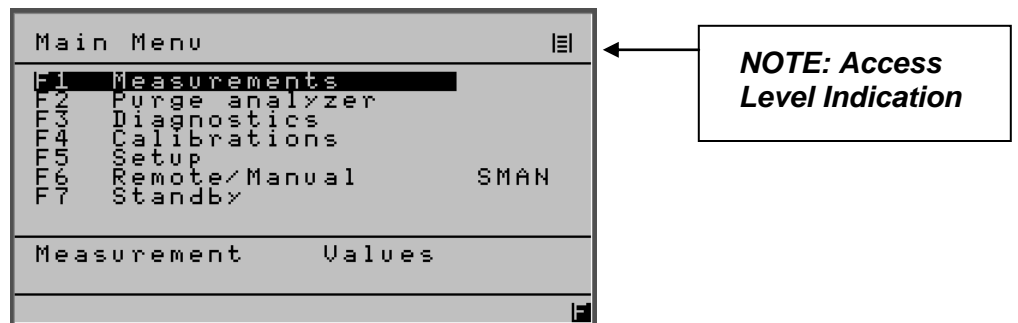 Main Menu
F1 Measurements
F2 Purge analyzer
F3 Diagnostics
F4 Calibrations
F5 Setup
F6 Remote/Manual SMAN
F7 Standby
Measurement Values
F
NOTE: Access
Level Indication